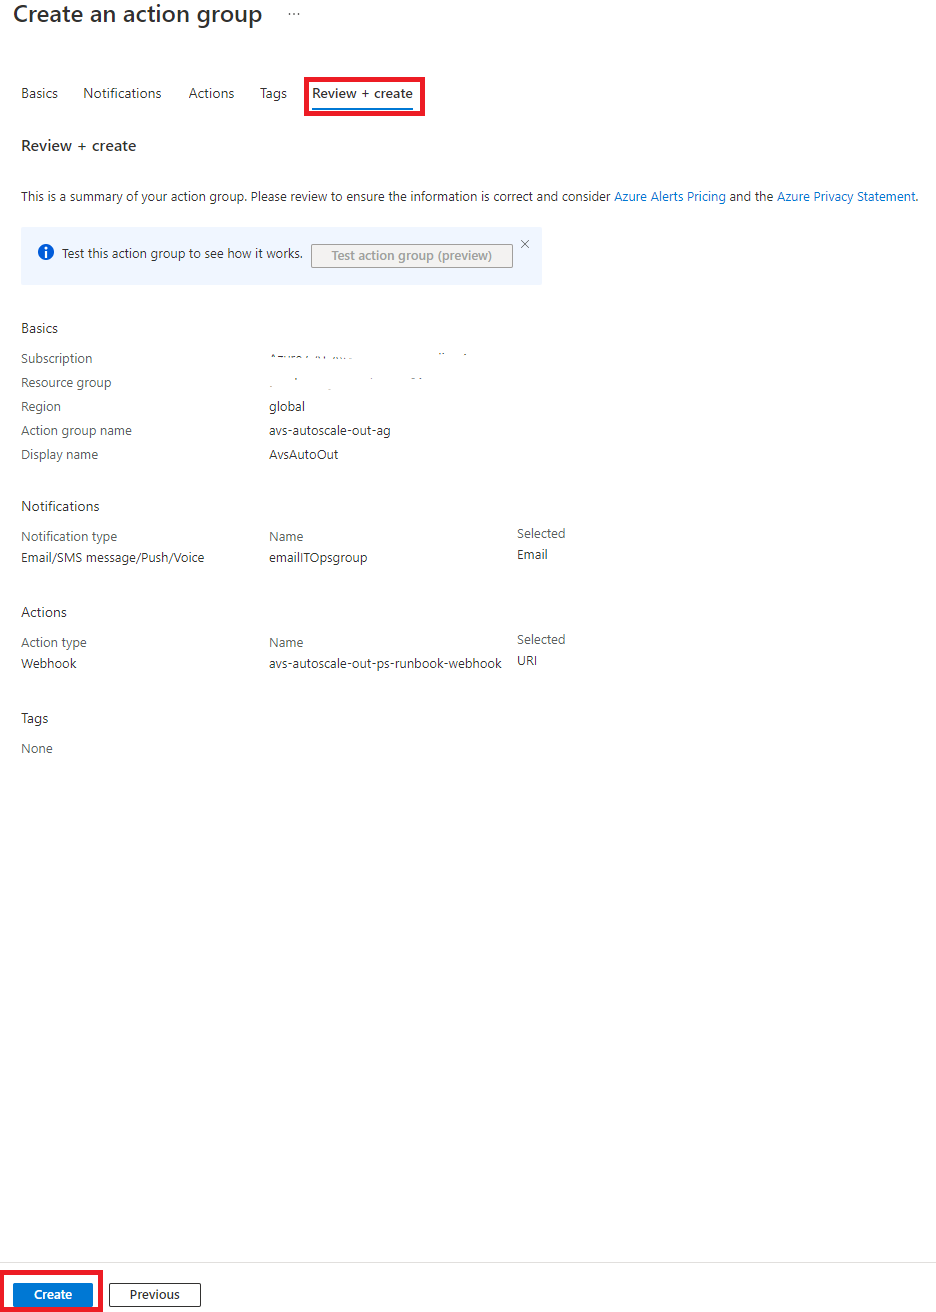 Create an action group ...
Basics Notifications Actions Tags Review + create
Review + create
This is a summary of your action group. Please review to ensure the information is correct and consider Azure Alerts Pricing and the Azure Privacy Statement.
Test this action group to see how it works. Test action group (preview)
Basics
Subscription
Resource group
Region global
Action group name avs-autoscale-out-ag
Display name AvsAutoOut
Notifications
Notification type Name Selected
Email/SMS message/Push/Voice emailITOpsgroup Email
Actions
Action type Name Selected
Webhook avs-autoscale-out-ps-runbook-webhook URI
Tags
None
Create Previous